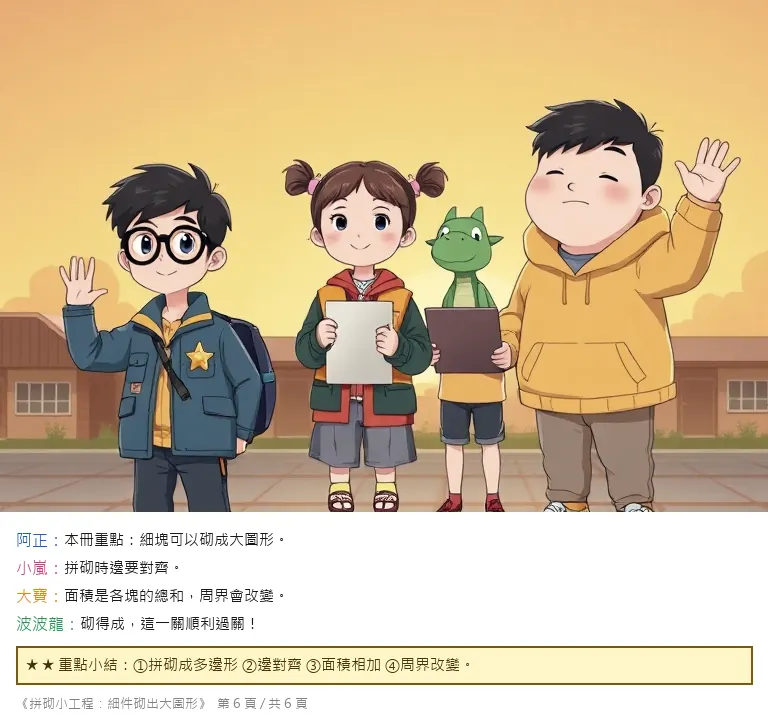 阿正：本冊重點：細塊可以砌成大圖形。
小嵐：拼砌時邊要對齊。
大寶：面積是各塊的總和，周界會改變。
波波龍：砌得成，這一關順利過關！
★★ 重點小結：①拼砌成多邊形 ②邊對齊 ③面積相加 ④周界改變。
《拼砌小工程：細件砌出大圖形》 第 6 頁 / 共 6 頁